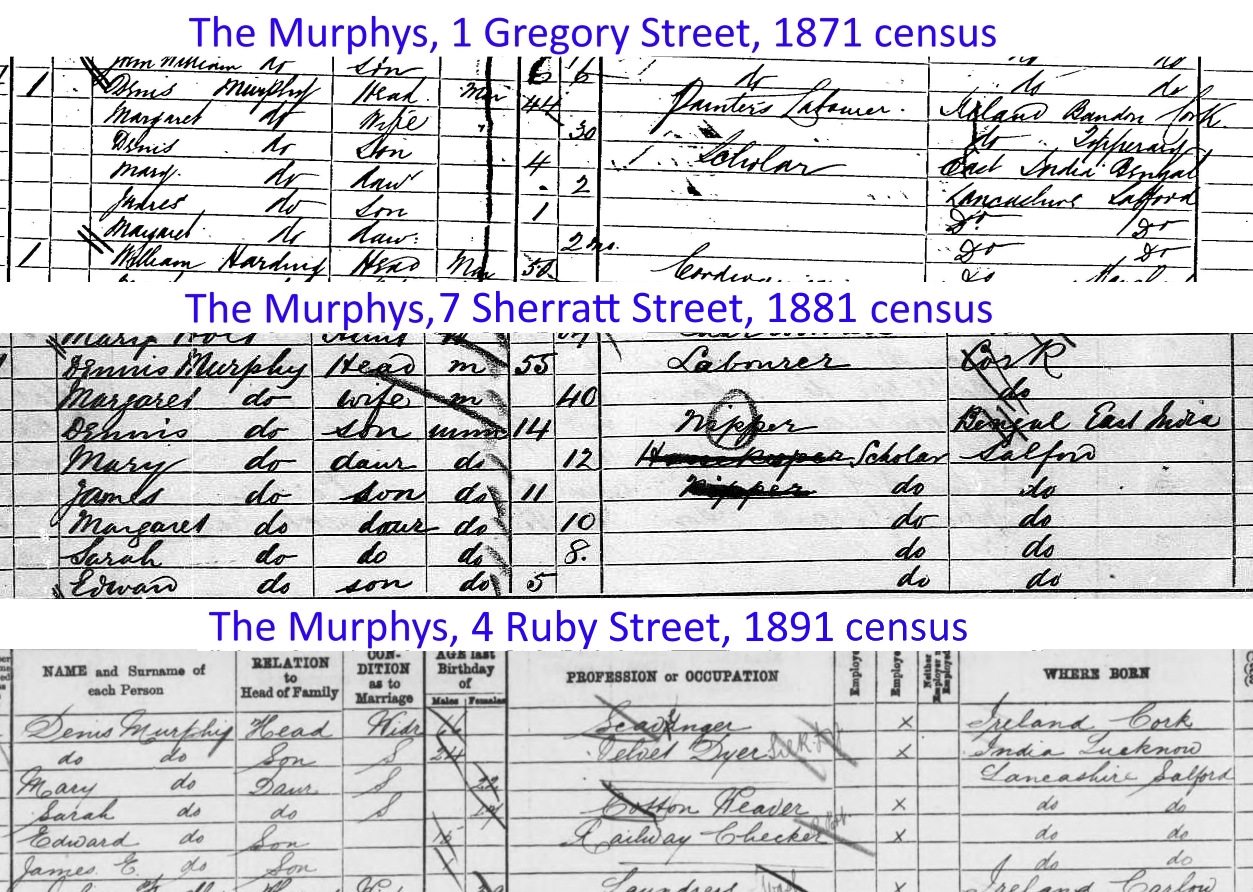 The Murphys, 1 Gregory Street, 1871 census
John William do Son 6 do do do
1 Denis Murphy Head Mar 44 Painters Labourer. Ireland Bandon Cork
Margaret do Wife 30 do Tipperary
Denis do Son 4 Scholar East India Bengal
Mary do daur 2 Lancashire Salford
James do son 1 Do Do
Margaret do daur. 2 mo. Do Do
1 William Harding Head Mar 50
The Murphys, 7 Sherratt Street, 1881 census
Dennis Murphy Head m 55 Labourer Cork
Margaret do wife m 40 do
Dennis do son unm 14 Nipper Bengal East India
Mary do daur do 12 Scholar Salford
James do son do 11 Nipper do do
Margaret do daur do 10 do do
Sarah do do do 8. do do
Edward do son do 5 do do
The Murphys, 4 Ruby Street, 1891 census
NAME and Surname of each Person
RELATION to Head of Family
CONDITION as to Marriage
AGE last Birthday of
Males Females
PROFESSION or OCCUPATION
Employer
Employed
Neither Employer nor Employed
WHERE BORN
Denis Murphy Head Widr 66 Scavenger x Ireland Cork
do do Son S 24 Velvet Dyer x India Lucknow
Mary do Daur S 22 Lancashire Salford
Sarah do do S 19 Cotton Weaver x do do
Edward do Son 15 Railway Checker x do do
James E. do Son do do
Laundress x Ireland Carlow